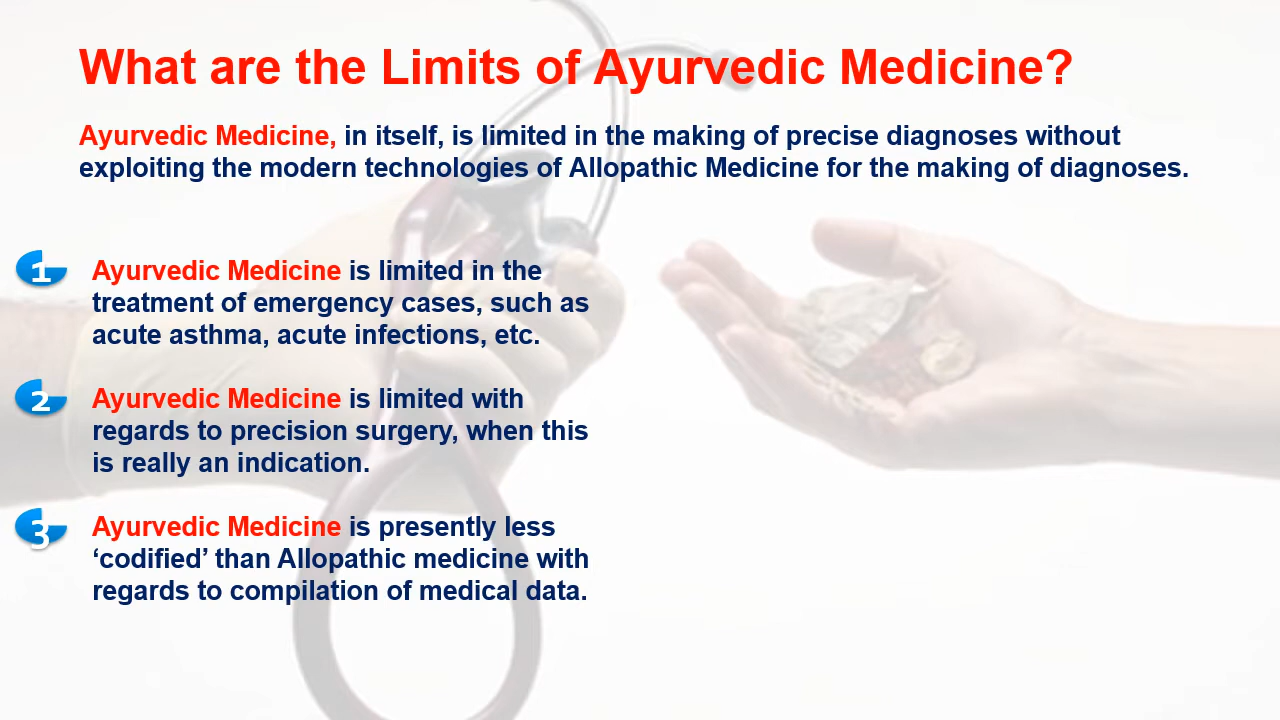 What are the Limits of Ayurvedic Medicine?
Ayurvedic Medicine, in itself, is limited in the making of precise diagnoses without
exploiting the modern technologies of Allopathic Medicine for the making of diagnoses.
1
Ayurvedic Medicine is limited in the
treatment of emergency cases, such as
acute asthma, acute infections, etc.
2
Ayurvedic Medicine is limited with
regards to precision surgery, when this
is really an indication.
3
Ayurvedic Medicine is presently less
‘codified’ than Allopathic medicine with
regards to compilation of medical data.